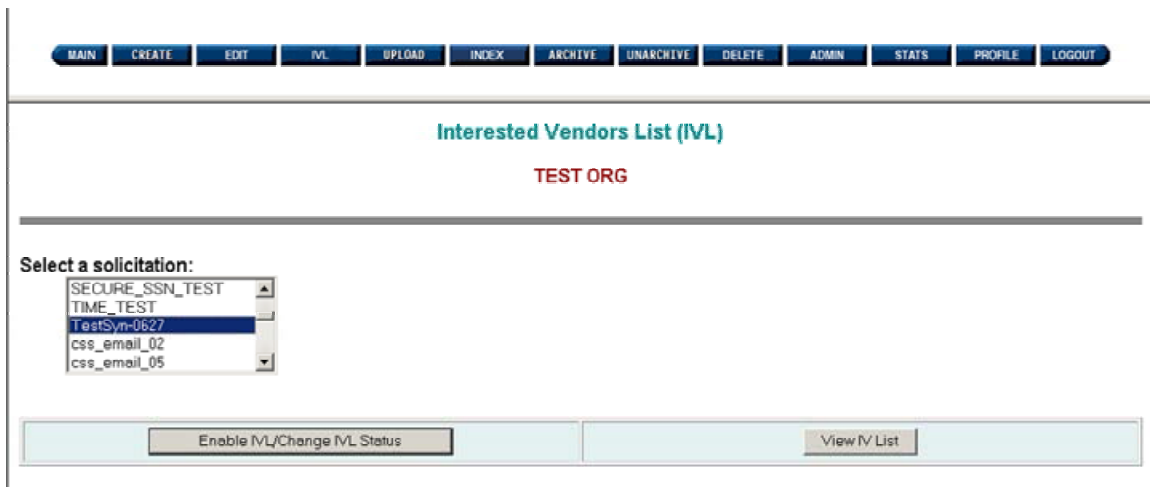 MAIN CREATE EDIT IVL UPLOAD INDEX ARCHIVE UNARCHIVE DELETE ADMIN STATS PROFILE LOGOUT
Interested Vendors List (IVL)
TEST ORG
Select a solicitation:
SECURE_SSN_TEST
TIME_TEST
TestSyn-0627
css_email_02
css_email_05
Enable IVL/Change IVL Status View IV List